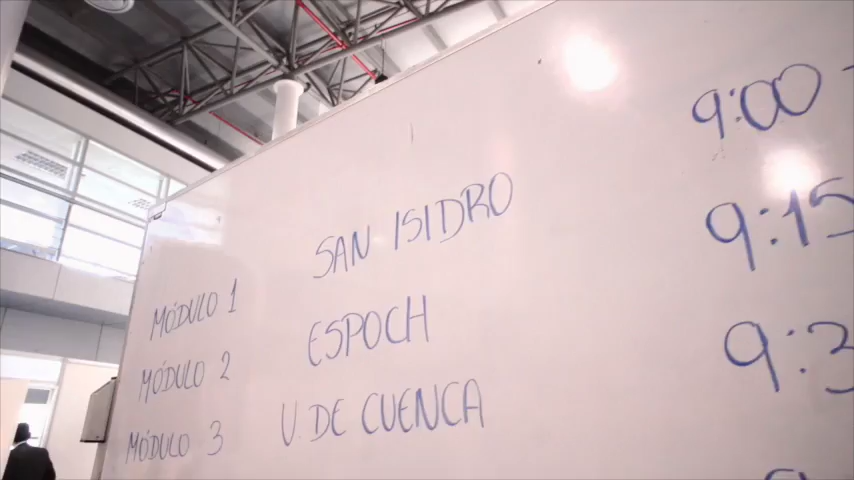 9:00 -
9:15
SAN ISIDRO
MÓDULO 1
9:3
ESPOCH
MÓDULO 2
U. DE CUENCA
MÓDULO 3